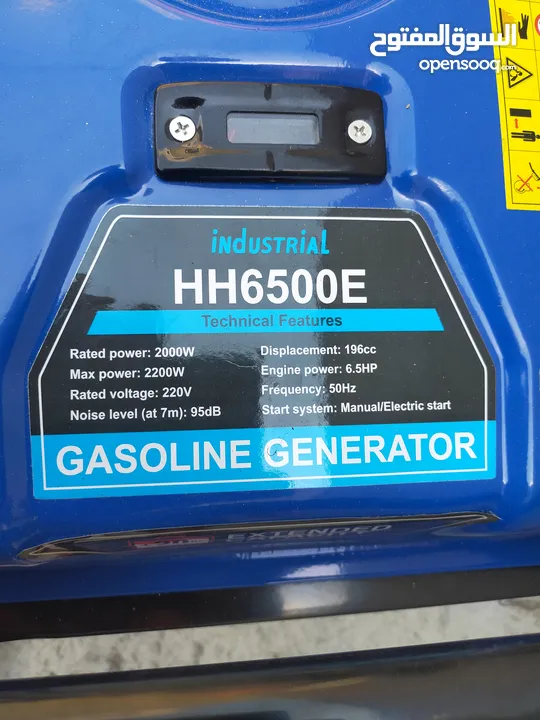 السوق المفتوح
opensooq.com
induSTRiAL
HH6500E
Technical Features
Rated power: 2000W
Max power: 2200W
Rated voltage: 220V
Noise level (at 7m): 95dB
Displacement: 196cc
Engine power: 6.5HP
Frequency: 50Hz
Start system: Manual/Electric start
GASOLINE GENERATOR
EXTENDED